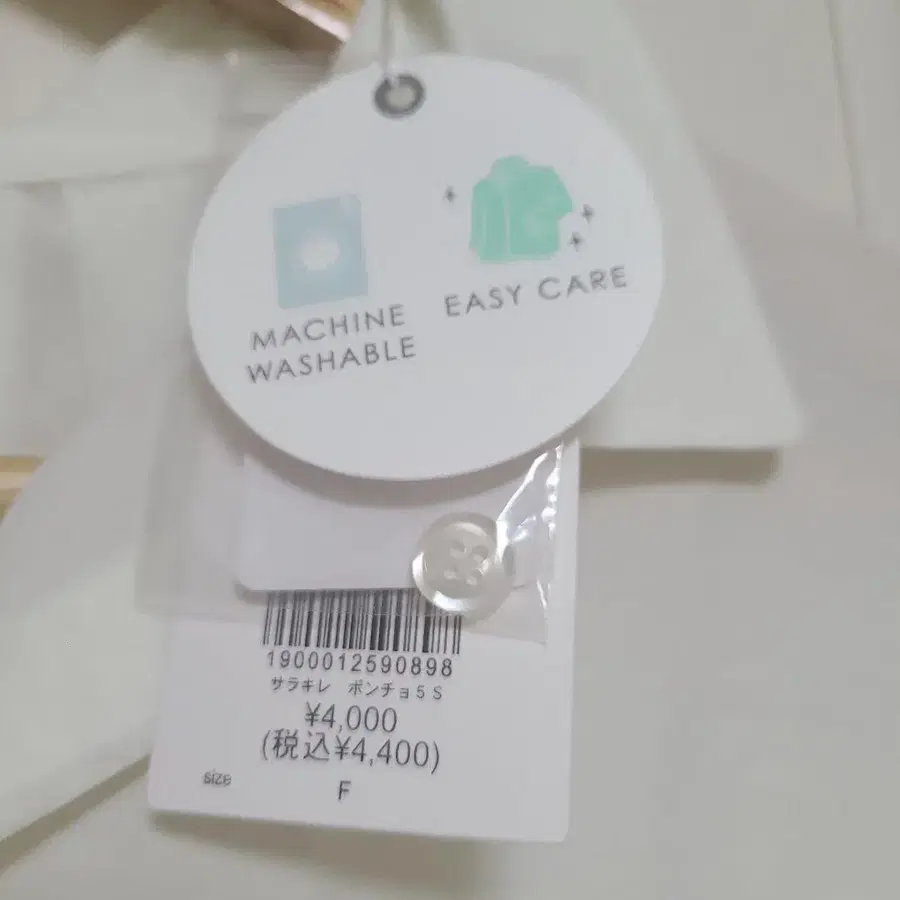 MACHINE
WASHABLE
EASY CARE
1900012590898
サラキレ ポンチョ5S
¥4,000
(税込¥4,400)
size F